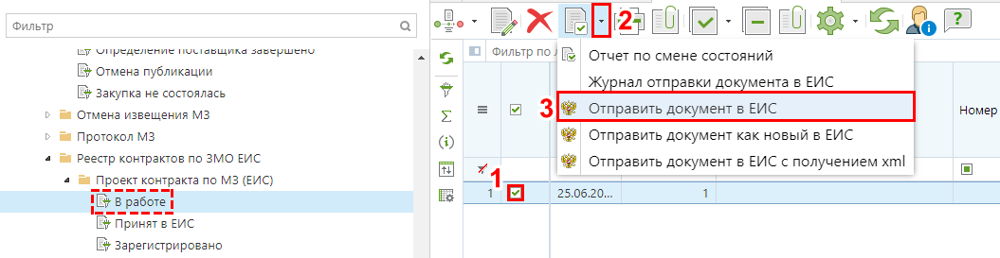 Фильтр
Определение поставщика завершено
Отмена публикации
Закупка не состоялась
Отмена извещения МЗ
Протокол МЗ
Реестр контрактов по ЗМО ЕИС
Проект контракта по МЗ (ЕИС)
В работе
Принят в ЕИС
Зарегистрировано
2
Фильтр по
Отчет по смене состояний
Журнал отправки документа в ЕИС
3 Отправить документ в ЕИС
Отправить документ как новый в ЕИС
Отправить документ в ЕИС с получением xml
Номер
1
1 25.06.20... 1